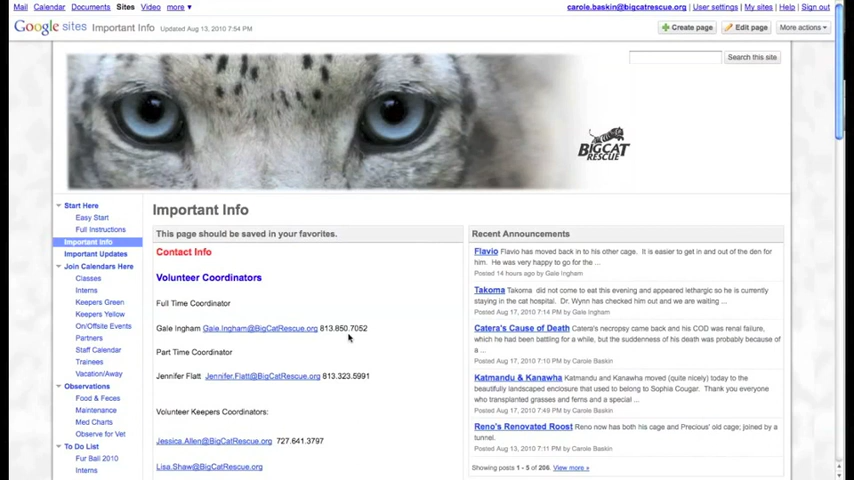 Mail Calendar Documents Sites Video more ▼
carole.baskin@bigcatrescue.org | User settings | My sites | Help | Sign out
Google sites Important Info Updated Aug 13, 2010 7:54 PM
Create page Edit page More actions ▾
Search this site
BIGCAT
RESCUE
Start Here
Easy Start
Full Instructions
Important Info
Important Updates
Join Calendars Here
Classes
Interns
Keepers Green
Keepers Yellow
On/Offsite Events
Partners
Staff Calendar
Trainees
Vacation/Away
Observations
Food & Feces
Maintenance
Med Charts
Observe for Vet
To Do List
Fur Ball 2010
Interns
Important Info
This page should be saved in your favorites.
Contact Info
Volunteer Coordinators
Full Time Coordinator
Gale Ingham Gale.Ingham@BigCatRescue.org 813.850.7052
Part Time Coordinator
Jennifer Flatt Jennifer.Flatt@BigCatRescue.org 813.323.5991
Volunteer Keepers Coordinators:
Jessica.Allen@BigCatRescue.org 727.641.3797
Lisa.Shaw@BigCatRescue.org
Recent Announcements
Flavio Flavio has moved back in to his other cage. It is easier to get in and out of the den for
him. He was very happy to go for the ...
Posted 14 hours ago by Gale Ingham
Takoma Takoma did not come to eat this evening and appeared lethargic so he is currently
staying in the cat hospital. Dr. Wynn has checked him out and we are waiting ...
Posted Aug 17, 2010 7:14 PM by Gale Ingham
Catera's Cause of Death Catera's necropsy came back and his COD was renal failure,
which he had been battling for a while, but the suddenness of his death was probably because of
a ...
Posted Aug 17, 2010 7:10 PM by Carole Baskin
Katmandu & Kanawha Katmandu and Kanawha moved (quite nicely) today to the
beautifully landscaped enclosure that used to belong to Sophia Cougar. Thank you everyone
who transplanted grasses and ferns and a special ...
Posted Aug 17, 2010 7:49 PM by Carole Baskin
Reno's Renovated Roost Reno now has both his cage and Precious' old cage; joined by a
tunnel.
Posted Aug 13, 2010 7:11 PM by Carole Baskin
Showing posts 1 - 5 of 206. View more »